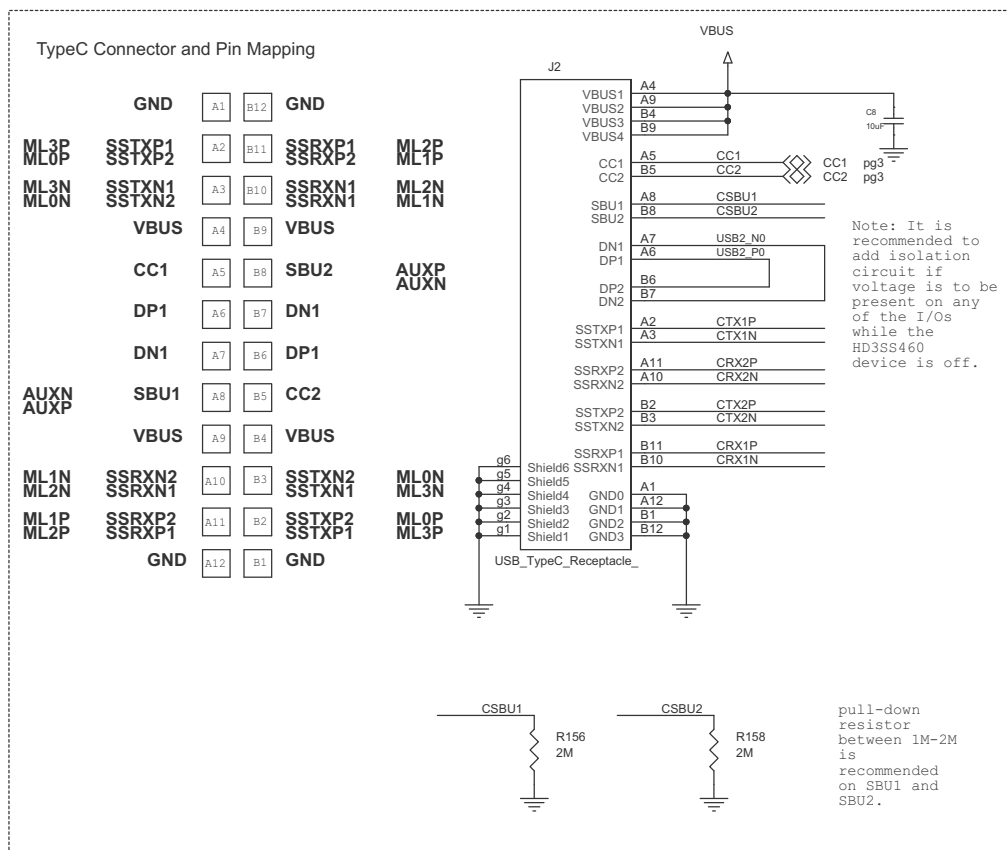 TypeC Connector and Pin Mapping
GND A1 B12 GND
ML3P SSTXP1 A2 B11 SSRXP1 ML2P
ML0P SSTXP2 SSRXP2 ML1P
ML3N SSTXN1 A3 B10 SSRXN1 ML2N
ML0N SSTXN2 SSRXN1 ML1N
VBUS A4 B9 VBUS
CC1 A5 B8 SBU2 AUXP
AUXN
DP1 A6 B7 DN1
DN1 A7 B6 DP1
AUXN SBU1 A8 B5 CC2
AUXP
VBUS A9 B4 VBUS
ML1N SSRXN2 A10 B3 SSTXN2 ML0N
ML2N SSRXN1 SSTXN1 ML3N
ML1P SSRXP2 A11 B2 SSTXP2 ML0P
ML2P SSRXP1 SSTXP1 ML3P
GND A12 B1 GND
VBUS
J2
VBUS1 A4
VBUS2 A9
VBUS3 B4
VBUS4 B9
C8
10uF
CC1 A5 CC1 CC1 pg3
CC2 B5 CC2 CC2 pg3
SBU1 A8 CSBU1
SBU2 B8 CSBU2
DN1 A7 USB2_N0
DP1 A6 USB2_P0
DP2 B6
DN2 B7
SSTXP1 A2 CTX1P
SSTXN1 A3 CTX1N
SSRXP2 A11 CRX2P
SSRXN2 A10 CRX2N
SSTXP2 B2 CTX2P
SSTXN2 B3 CTX2N
SSRXP1 B11 CRX1P
g6 Shield6 SSRXN1 B10 CRX1N
g5 Shield5
g4 Shield4 GND0 A1
g3 Shield3 GND1 A12
g2 Shield2 GND2 B1
g1 Shield1 GND3 B12
USB_TypeC_Receptacle_
Note: It is
recommended to
add isolation
circuit if
voltage is to be
present on any
of the I/Os
while the
HD3SS460
device is off.
CSBU1
R156
2M
CSBU2
R158
2M
pull-down
resistor
between 1M-2M
is
recommended
on SBU1 and
SBU2.